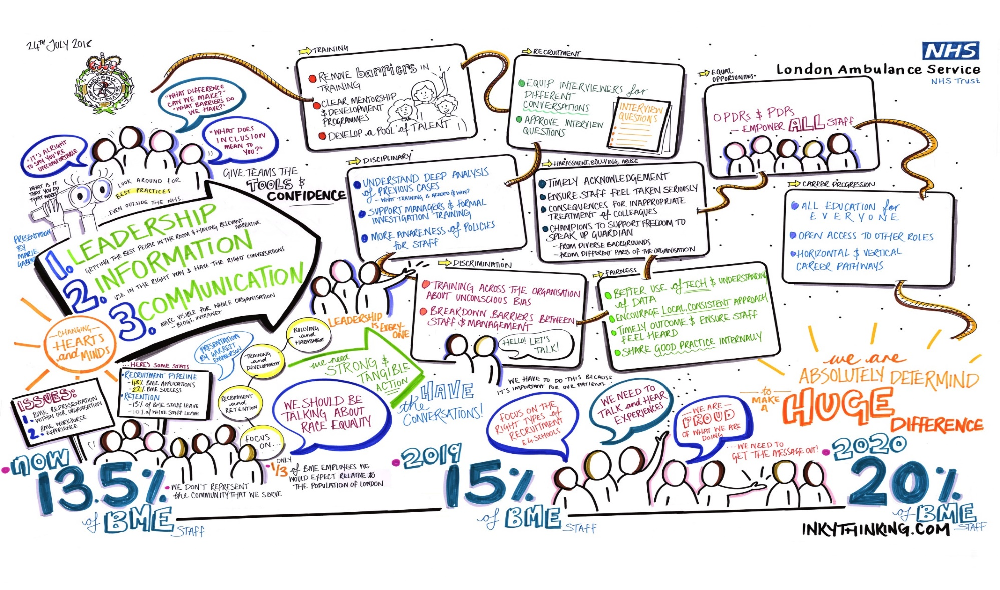 24TH JULY 2018
LONDON AMBULANCE SERVICE
NHS
London Ambulance Service
NHS Trust
"IT'S ALRIGHT
TO SAY YOU'RE
UNCOMFORTABLE
"WHAT DIFFERENCE
CAN WE MAKE?"
"WHAT BARRIERS DO
WE HAVE?"
"WHAT DOES
INCLUSION
MEAN TO
YOU?"
GIVE TEAMS THE
TOOLS &
CONFIDENCE
WHAT IS IT
THAT YOU DO
THAT WORKS?
LOOK AROUND for
BEST PRACTICES
....EVEN OUTSIDE THE NHS.
PRESENTATION
BY
MARIE
1. LEADERSHIP
GETTING THE BEST PEOPLE IN THE ROOM & HAVING RELEVANT
NARRATIVE
2. INFORMATION
USE IN THE RIGHT WAY & HAVE THE RIGHT CONVERSATIONS
3. COMMUNICATION
MAKE VISIBLE FOR WHOLE ORGANISATION
- BLOGS, INTRANET
TRAINING
REMOVE barriers IN
TRAINING
CLEAR MENTORSHIP
& DEVELOPMENT
PROGRAMMES
DEVELOP a POOL of TALENT
RECRUITMENT
EQUIP INTERVIEWERS for
DIFFERENT
CONVERSATIONS
APPROVE INTERVIEW
QUESTIONS
INTERVIEW
QUESTIONS
EQUAL
OPPORTUNITIES.
OPDRs & PDPs
- EMPOWER ALL STAFF
DISCIPLINARY
UNDERSTAND DEEP ANALYSIS
of PREVIOUS CASES
- WHAT TRAINING IS NEEDED & WHY?
SUPPORT MANAGERS & FORMAL
INVESTIGATION TRAINING
MORE AWARENESS of POLICIES
for STAFF
HARASSMENT, BULLYING, ABUSE
TIMELY ACKNOWLEDGEMENT
ENSURE STAFF FEEL TAKEN SERIOUSLY
CONSEQUENCES FOR INAPPROPRIATE
TREATMENT of COLLEAGUES
CHAMPIONS TO SUPPORT FREEDOM TO
SPEAK UP GUARDIAN
- FROM DIVERSE BACKGROUNDS
- FROM DIFFERENT PARTS OF THE ORGANISATION
CAREER PROGRESSION
ALL EDUCATION for
EVERYONE
OPEN ACCESS TO OTHER ROLES
HORIZONTAL & VERTICAL
CAREER PATHWAYS
DISCRIMINATION
TRAINING ACROSS THE ORGANISATION
ABOUT UNCONSCIOUS BIAS
BREAKDOWN BARRIERS BETWEEN
STAFF & MANAGEMENT
HELLO! LET'S
TALK!
FAIRNESS
BETTER USE of TECH & UNDERSTANDING
of DATA
ENCOURAGE LOCAL, CONSISTENT APPROACH
TIMELY OUTCOME & ENSURE STAFF
FEEL HEARD
SHARE GOOD PRACTICE INTERNALLY
LEADERSHIP
IS EVERY-
ONE
- CHANGING -
HEARTS
and MINDS
PRESENTATION
BY GARRETT
EMMERSON
BULLYING
and
HARASSMENT
TRAINING
and
DEVELOPMENT
RECRUITMENT
and
RETENTION
FOCUS
ON...
we need
STRONG &
TANGIBLE
ACTION
...HERE'S SOME STATS
RECRUITMENT PIPELINE
- 48% BME APPLICATIONS
- 22% BME SUCCESS
RETENTION
- 13% of BME STAFF LEAVE
- 10% of WHITE STAFF LEAVE
ISSUES:
1. BME REPRESENTATION
WITHIN OUR ORGANISATION
2. BME WORKFORCE
EXPERIENCE
WE SHOULD BE
TALKING ABOUT
RACE EQUALITY
HAVE
the
CONVERSATIONS!
WE HAVE TO DO THIS BECAUSE
IT'S IMPORTANT FOR OUR PATIENTS...
FOCUS ON THE
RIGHT TYPES of
RECRUITMENT
E.G. SCHOOLS
WE NEED TO
TALK and HEAR
EXPERIENCES
- WE ARE -
PROUD
OF WHAT WE ARE
DOING
...WE NEED TO
GET THE MESSAGE OUT!
we are
ABSOLUTELY DETERMIND
- to -
MAKE
A
HUGE
DIFFERENCE
NOW
13.5%
of BME STAFF
WE DON'T REPRESENT
the COMMUNITY THAT WE SERVE
ONLY
1/3 of BME EMPLOYEES WE
WOULD EXPECT RELATIVE to
THE POPULATION OF LONDON
2019
15%
of BME STAFF
2020
20%
of BME STAFF
INKYTHINKING.COM